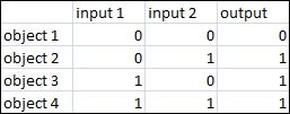 input 1 input 2 output
object 1 0 0 0
object 2 0 1 1
object 3 1 0 1
object 4 1 1 1